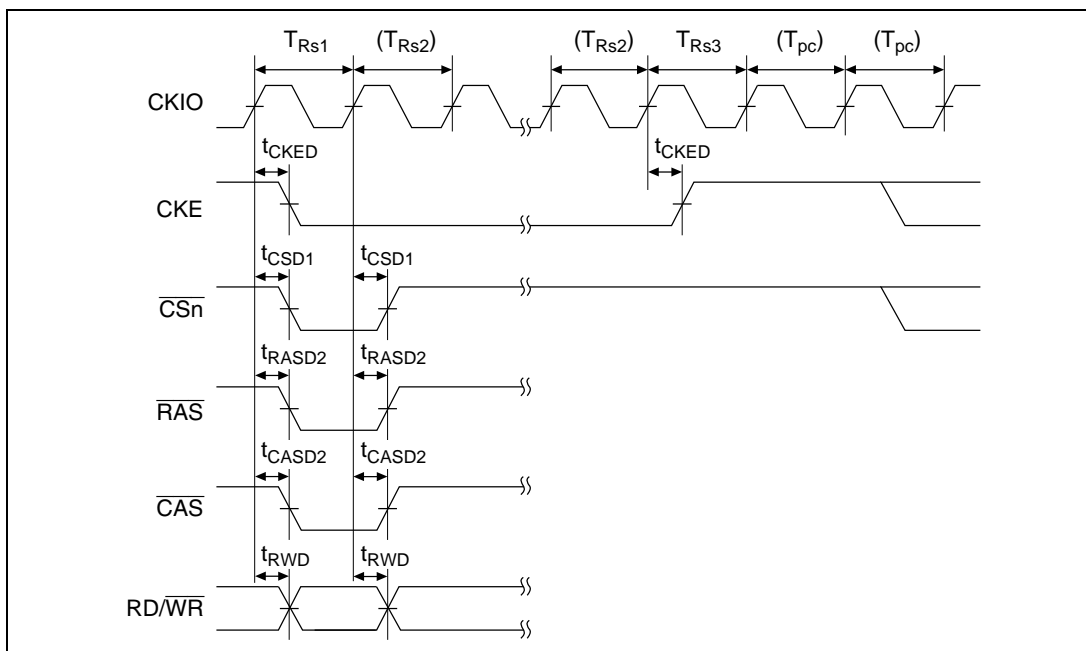 TRs1 (TRs2) (TRs2) TRs3 (Tpc) (Tpc)
CKIO
tCKED tCKED
CKE
tCSD1 tCSD1
CSn
tRASD2 tRASD2
RAS
tCASD2 tCASD2
CAS
tRWD tRWD
RD/WR